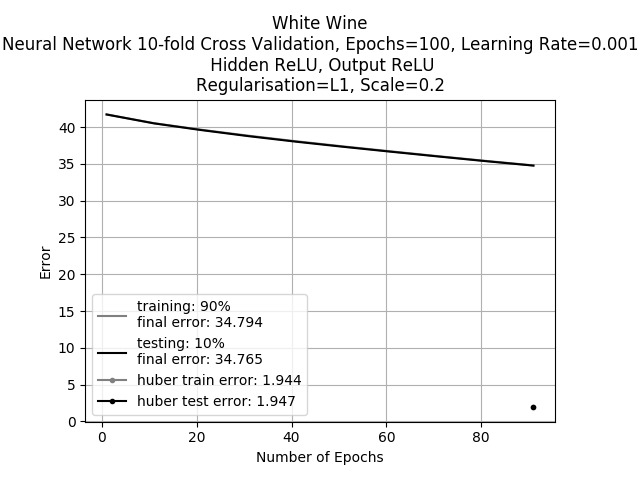 White Wine
Neural Network 10-fold Cross Validation, Epochs=100, Learning Rate=0.001
Hidden ReLU, Output ReLU
Regularisation=L1, Scale=0.2
40
35
30
25
20
15
10
5
0
Error
training: 90%
final error: 34.794
testing: 10%
final error: 34.765
huber train error: 1.944
huber test error: 1.947
0 20 40 60 80
Number of Epochs